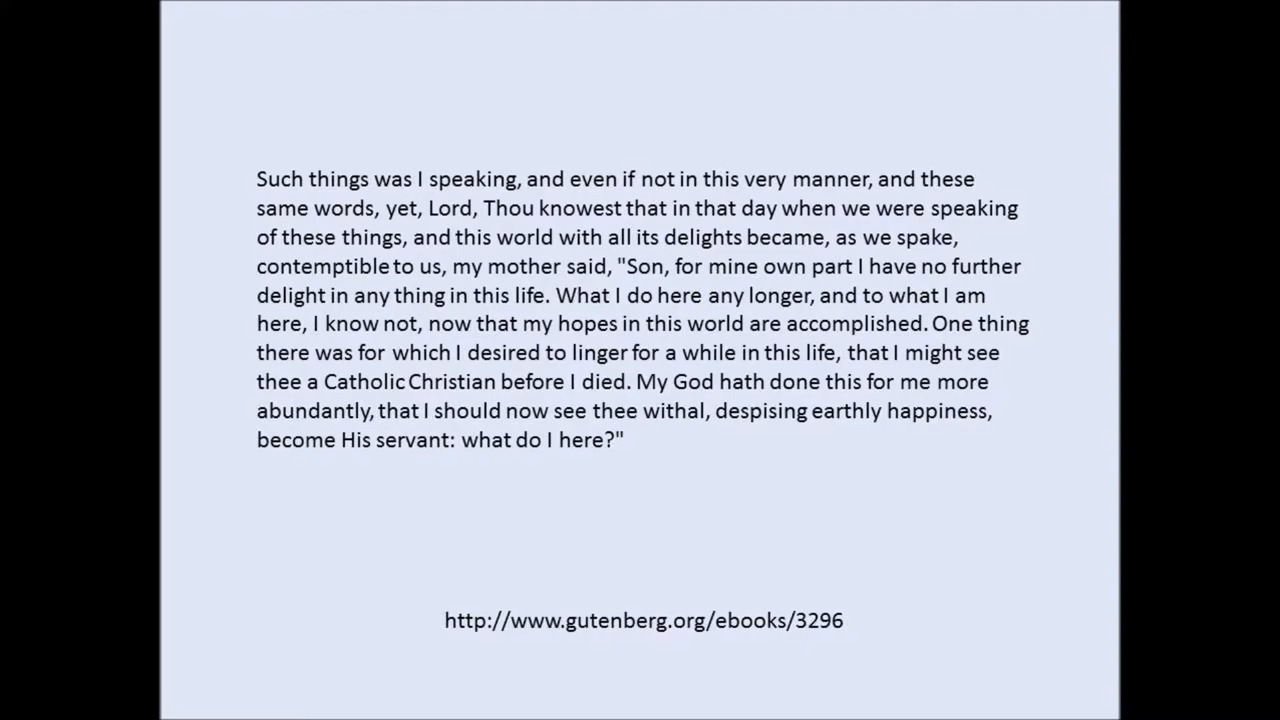 Such things was I speaking, and even if not in this very manner, and these
same words, yet, Lord, Thou knowest that in that day when we were speaking
of these things, and this world with all its delights became, as we spake,
contemptible to us, my mother said, "Son, for mine own part I have no further
delight in any thing in this life. What I do here any longer, and to what I am
here, I know not, now that my hopes in this world are accomplished. One thing
there was for which I desired to linger for a while in this life, that I might see
thee a Catholic Christian before I died. My God hath done this for me more
abundantly, that I should now see thee withal, despising earthly happiness,
become His servant: what do I here?"
http://www.gutenberg.org/ebooks/3296